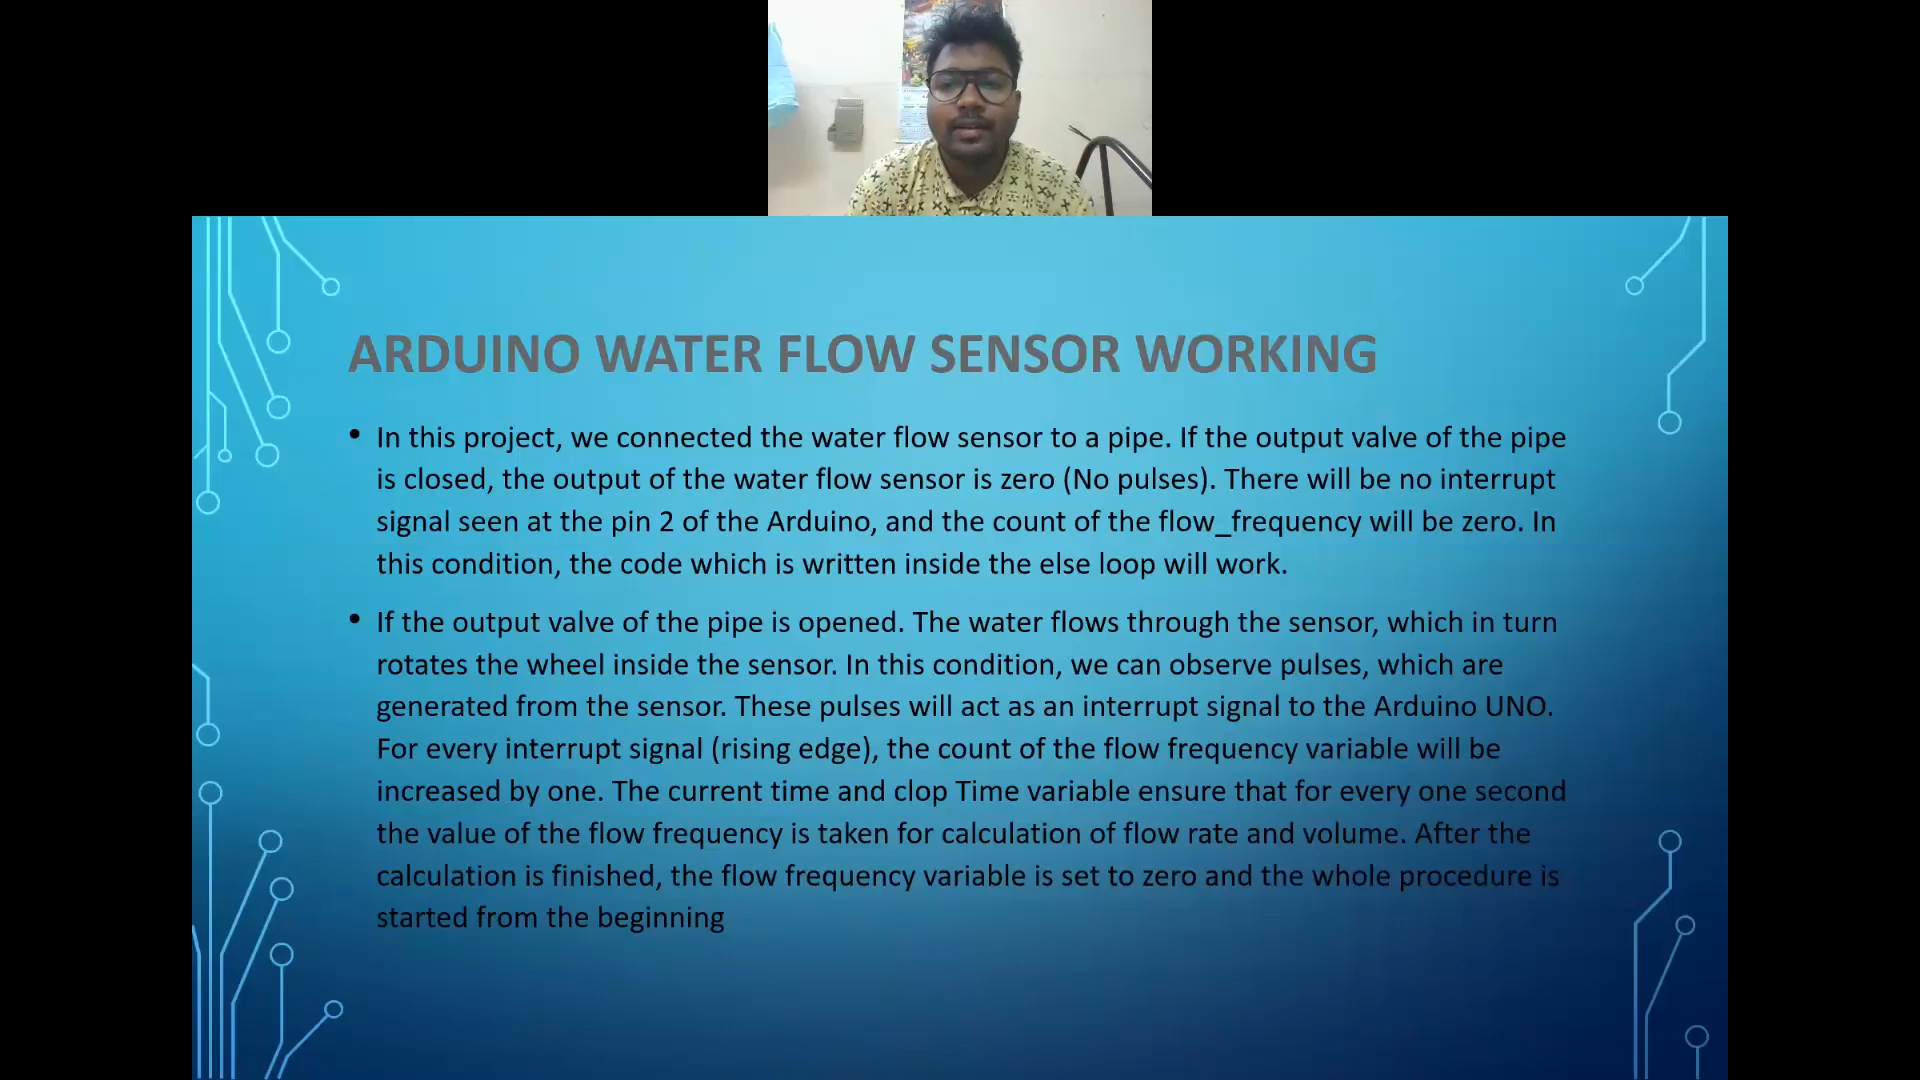 ARDUINO WATER FLOW SENSOR WORKING
• In this project, we connected the water flow sensor to a pipe. If the output valve of the pipe
is closed, the output of the water flow sensor is zero (No pulses). There will be no interrupt
signal seen at the pin 2 of the Arduino, and the count of the flow_frequency will be zero. In
this condition, the code which is written inside the else loop will work.
• If the output valve of the pipe is opened. The water flows through the sensor, which in turn
rotates the wheel inside the sensor. In this condition, we can observe pulses, which are
generated from the sensor. These pulses will act as an interrupt signal to the Arduino UNO.
For every interrupt signal (rising edge), the count of the flow frequency variable will be
increased by one. The current time and clop Time variable ensure that for every one second
the value of the flow frequency is taken for calculation of flow rate and volume. After the
calculation is finished, the flow frequency variable is set to zero and the whole procedure is
started from the beginning